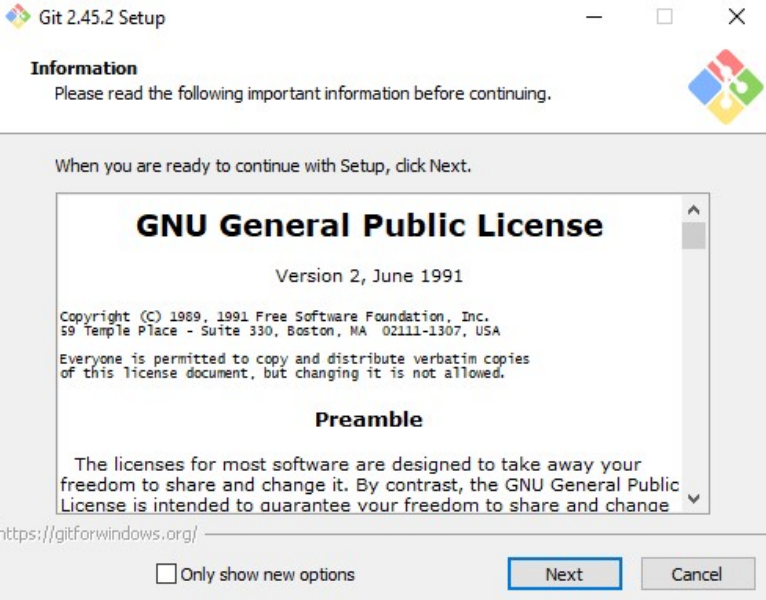 Git 2.45.2 Setup
Information
Please read the following important information before continuing.
When you are ready to continue with Setup, click Next.
GNU General Public License
Version 2, June 1991
Copyright (C) 1989, 1991 Free Software Foundation, Inc.
59 Temple Place - Suite 330, Boston, MA  02111-1307, USA
Everyone is permitted to copy and distribute verbatim copies
of this license document, but changing it is not allowed.
Preamble
The licenses for most software are designed to take away your
freedom to share and change it. By contrast, the GNU General Public
License is intended to guarantee your freedom to share and change
https://gitforwindows.org/
Only show new options
Next
Cancel